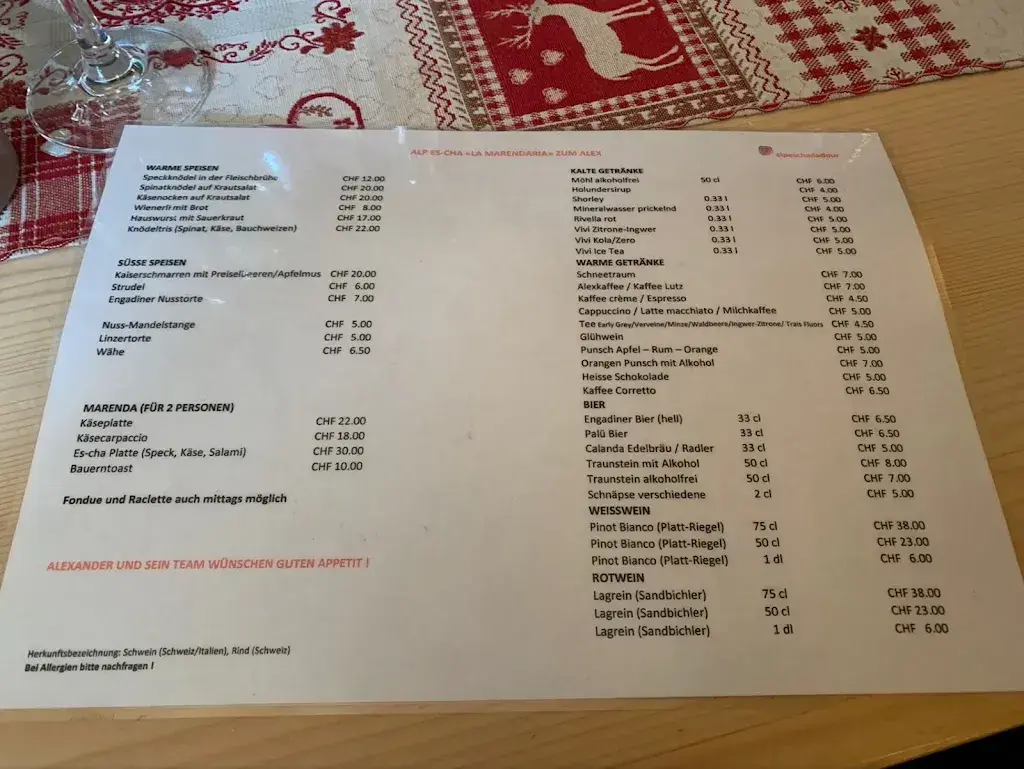 ALP ES-CHA «LA MARENDARIA» ZUM ALEX
alpeschadadour
WARME SPEISEN
Speckknödel in der Fleischbrühe CHF 12.00
Spinatknödel auf Krautsalat CHF 20.00
Käsenocken auf Krautsalat CHF 20.00
Wienerli mit Brot CHF 8.00
Hauswurst mit Sauerkraut CHF 17.00
Knödeltris (Spinat, Käse, Bauchweizen) CHF 22.00
SÜSSE SPEISEN
Kaiserschmarren mit Preiselbeeren/Apfelmus CHF 20.00
Strudel CHF 6.00
Engadiner Nusstorte CHF 7.00
Nuss-Mandelstange CHF 5.00
Linzertorte CHF 5.00
Wähe CHF 6.50
MARENDA (FÜR 2 PERSONEN)
Käseplatte CHF 22.00
Käsecarpaccio CHF 18.00
Es-cha Platte (Speck, Käse, Salami) CHF 30.00
Bauerntoast CHF 10.00
Fondue und Raclette auch mittags möglich
ALEXANDER UND SEIN TEAM WÜNSCHEN GUTEN APPETIT !
Herkunftsbezeichnung: Schwein (Schweiz/Italien), Rind (Schweiz)
Bei Allergien bitte nachfragen !
KALTE GETRÄNKE
Möhl alkoholfrei 50 cl CHF 6.00
Holundersirup CHF 4.00
Shorley 0.33 l CHF 5.00
Mineralwasser prickelnd 0.33 l CHF 4.00
Rivella rot 0.33 l CHF 5.00
Vivi Zitrone-Ingwer 0.33 l CHF 5.00
Vivi Kola/Zero 0.33 l CHF 5.00
Vivi Ice Tea 0.33 l CHF 5.00
WARME GETRÄNKE
Schneetraum CHF 7.00
Alexkaffee / Kaffee Lutz CHF 7.00
Kaffee crème / Espresso CHF 4.50
Cappuccino / Latte macchiato / Milchkaffee CHF 5.00
Tee Early Grey/Verveine/Minze/Waldbeere/Ingwer-Zitrone/ Trais Fluors CHF 4.50
Glühwein CHF 5.00
Punsch Apfel – Rum – Orange CHF 5.00
Orangen Punsch mit Alkohol CHF 7.00
Heisse Schokolade CHF 5.00
Kaffee Corretto CHF 6.50
BIER
Engadiner Bier (hell) 33 cl CHF 6.50
Palü Bier 33 cl CHF 6.50
Calanda Edelbräu / Radler 33 cl CHF 5.00
Traunstein mit Alkohol 50 cl CHF 8.00
Traunstein alkoholfrei 50 cl CHF 7.00
Schnäpse verschiedene 2 cl CHF 5.00
WEISSWEIN
Pinot Bianco (Platt-Riegel) 75 cl CHF 38.00
Pinot Bianco (Platt-Riegel) 50 cl CHF 23.00
Pinot Bianco (Platt-Riegel) 1 dl CHF 6.00
ROTWEIN
Lagrein (Sandbichler) 75 cl CHF 38.00
Lagrein (Sandbichler) 50 cl CHF 23.00
Lagrein (Sandbichler) 1 dl CHF 6.00